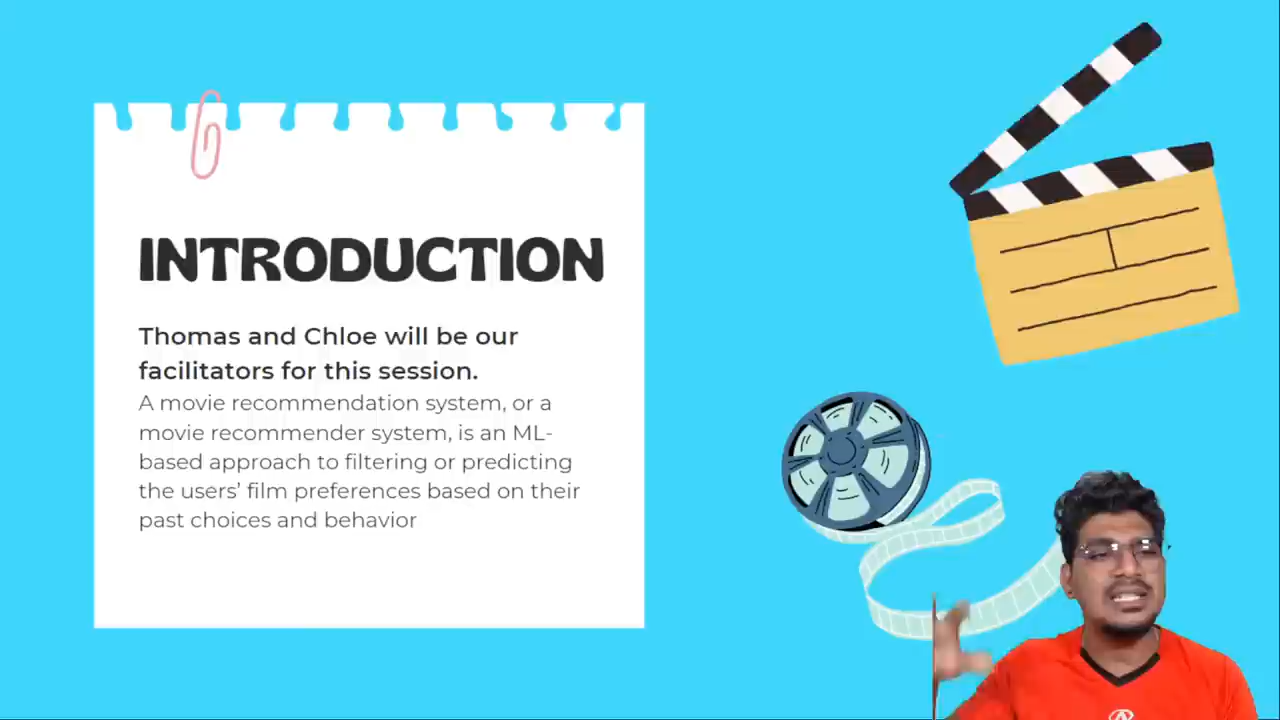 INTRODUCTION
Thomas and Chloe will be our
facilitators for this session.
A movie recommendation system, or a
movie recommender system, is an ML-
based approach to filtering or predicting
the users' film preferences based on their
past choices and behavior